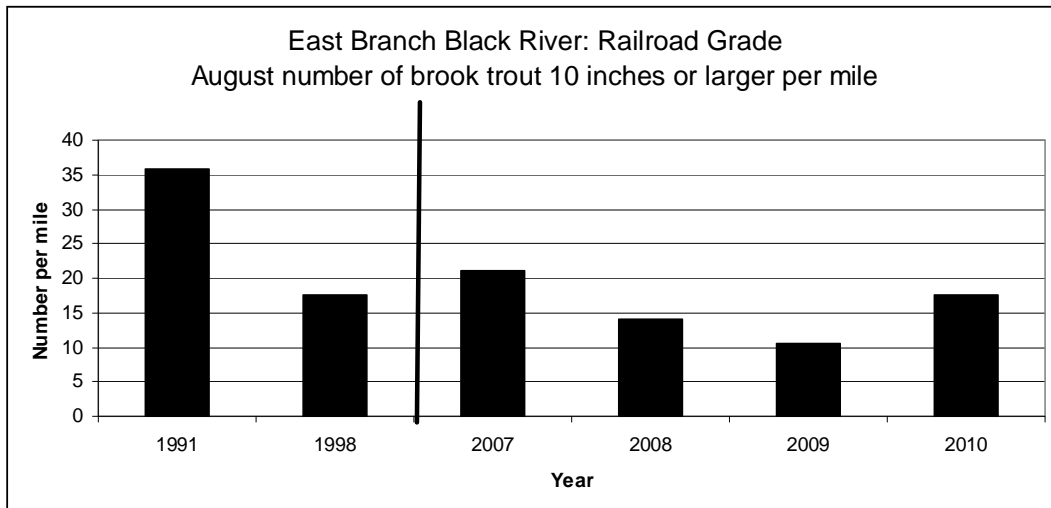 East Branch Black River: Railroad Grade
August number of brook trout 10 inches or larger per mile
40
35
30
25
20
15
10
5
0
Number per mile
1991 1998 2007 2008 2009 2010
Year